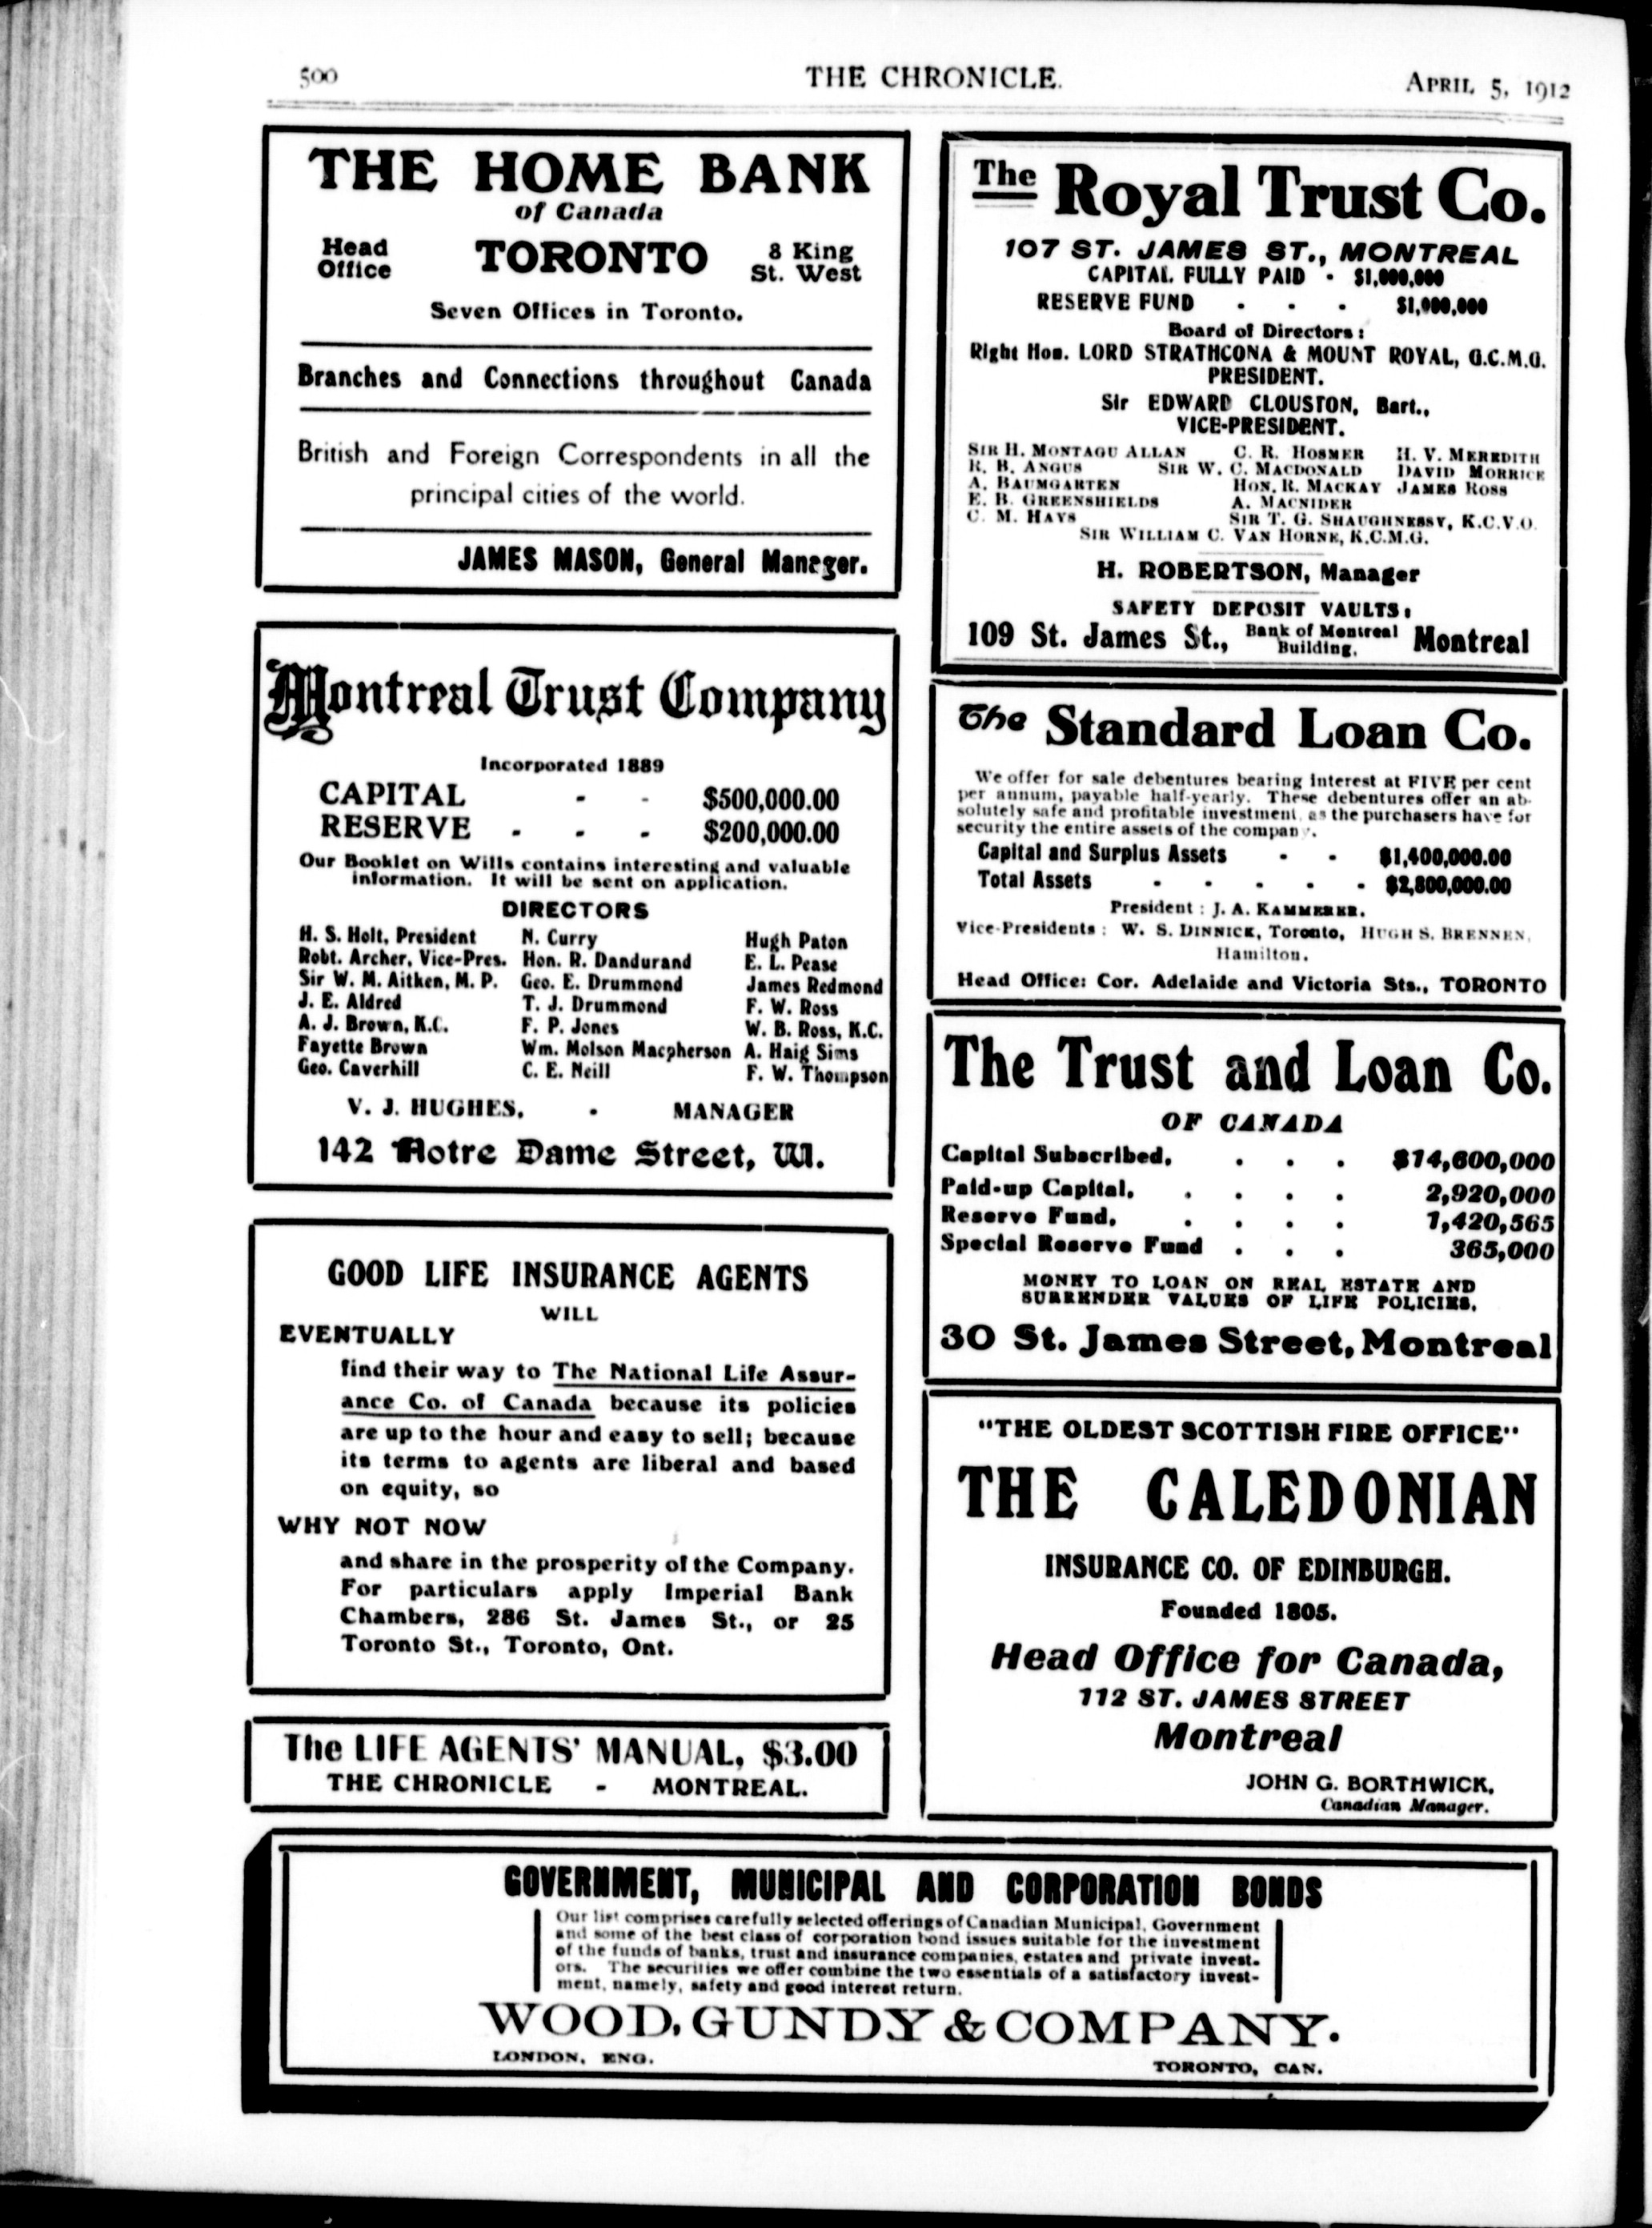 500
THE CHRONICLE.
APRIL 5, 1912
THE HOME BANK
of Canada
Head Office TORONTO 8 King St. West
Seven Offices in Toronto.
Branches and Connections throughout Canada
British and Foreign Correspondents in all the
principal cities of the world.
JAMES MASON, General Manager.
Montreal Trust Company
Incorporated 1889
CAPITAL - - $500,000.00
RESERVE - - - $200,000.00
Our Booklet on Wills contains interesting and valuable
information. It will be sent on application.
DIRECTORS
H. S. Holt, President N. Curry Hugh Paton
Robt. Archer, Vice-Pres. Hon. R. Dandurand E. L. Pease
Sir W. M. Aitken, M. P. Geo. E. Drummond James Redmond
J. E. Aldred T. J. Drummond F. W. Ross
A. J. Brown, K.C. F. P. Jones W. B. Ross, K.C.
Fayette Brown Wm. Molson Macpherson A. Haig Sims
Geo. Caverhill C. E. Neill F. W. Thompson
V. J. HUGHES, - MANAGER
142 Notre Dame Street, W.
GOOD LIFE INSURANCE AGENTS
WILL
EVENTUALLY
find their way to The National Life Assur-
ance Co. of Canada because its policies
are up to the hour and easy to sell; because
its terms to agents are liberal and based
on equity, so
WHY NOT NOW
and share in the prosperity of the Company.
For particulars apply Imperial Bank
Chambers, 286 St. James St., or 25
Toronto St., Toronto, Ont.
The LIFE AGENTS' MANUAL, $3.00
THE CHRONICLE - MONTREAL.
The Royal Trust Co.
107 ST. JAMES ST., MONTREAL
CAPITAL FULLY PAID - $1,000,000
RESERVE FUND - - - $1,000,000
Board of Directors:
Right Hon. LORD STRATHCONA & MOUNT ROYAL, G.C.M.G.
PRESIDENT.
Sir EDWARD CLOUSTON, Bart.,
VICE-PRESIDENT.
SIR H. MONTAGU ALLAN C. R. HOSMER H. V. MEREDITH
R. B. ANGUS SIR W. C. MACDONALD DAVID MORRICE
A. BAUMGARTEN HON. R. MACKAY JAMES ROSS
E. B. GREENSHIELDS A. MACNIDER
C. M. HAYS SIR T. G. SHAUGHNESSY, K.C.V.O.
SIR WILLIAM C. VAN HORNE, K.C.M.G.
H. ROBERTSON, Manager
SAFETY DEPOSIT VAULTS:
109 St. James St., Bank of Montreal Building, Montreal
The Standard Loan Co.
We offer for sale debentures bearing interest at FIVE per cent
per annum, payable half-yearly. These debentures offer an ab-
solutely safe and profitable investment, as the purchasers have for
security the entire assets of the company.
Capital and Surplus Assets - - $1,400,000.00
Total Assets - - - - - $2,800,000.00
President: J. A. KAMMERER.
Vice-Presidents: W. S. DINNICK, Toronto, HUGH S. BRENNEN,
Hamilton.
Head Office: Cor. Adelaide and Victoria Sts., TORONTO
The Trust and Loan Co.
OF CANADA
Capital Subscribed, . . . $14,600,000
Paid-up Capital, . . . . 2,920,000
Reserve Fund, . . . . 1,420,565
Special Reserve Fund . . . 365,000
MONEY TO LOAN ON REAL ESTATE AND
SURRENDER VALUES OF LIFE POLICIES.
30 St. James Street, Montreal
"THE OLDEST SCOTTISH FIRE OFFICE"
THE CALEDONIAN
INSURANCE CO. OF EDINBURGH.
Founded 1805.
Head Office for Canada,
112 ST. JAMES STREET
Montreal
JOHN G. BORTHWICK,
Canadian Manager.
GOVERNMENT, MUNICIPAL AND CORPORATION BONDS
Our list comprises carefully selected offerings of Canadian Municipal, Government
and some of the best class of corporation bond issues suitable for the investment
of the funds of banks, trust and insurance companies, estates and private invest-
ors. The securities we offer combine the two essentials of a satisfactory invest-
ment, namely, safety and good interest return.
WOOD, GUNDY & COMPANY.
LONDON, ENG.
TORONTO, CAN.